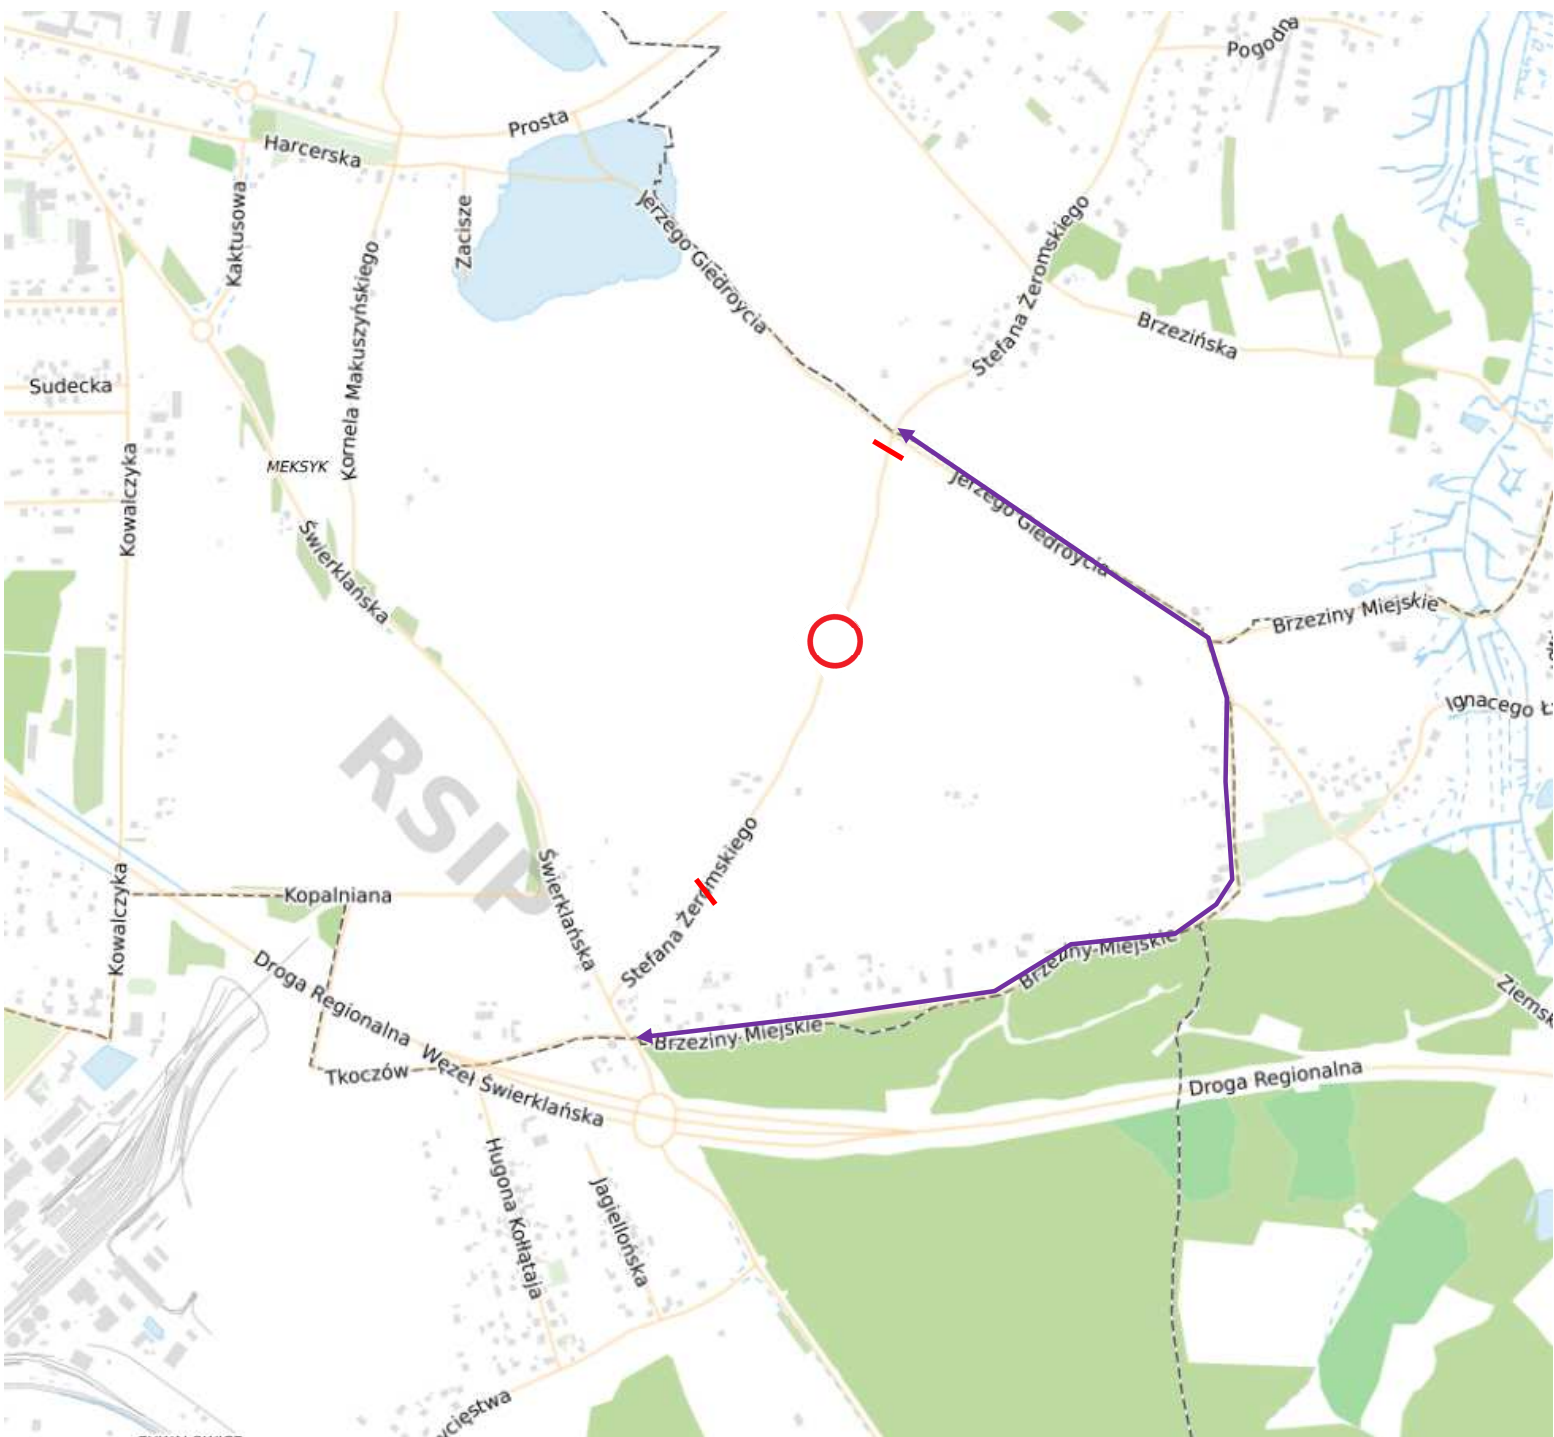 Pogodna
Prosta
Harcerska
Kaktusowa
Zacisze
Jerzego Giedroycia
Stefana Żeromskiego
Kornela Makuszyńskiego
Brzezińska
Sudecka
MEKSYK
Kowalczyka
Jerzego Giedroycia
Świerklańska
Brzeziny Miejskie
Ignacego
RSIP
Stefana Żeromskiego
Świerklańska
Kopalniana
Kowalczyka
Brzeziny Miejskie
Droga Regionalna
Brzeziny Miejskie
Tkoczów
Węzeł Świerklańska
Droga Regionalna
Hugona Kołłątaja
Jagiellońska